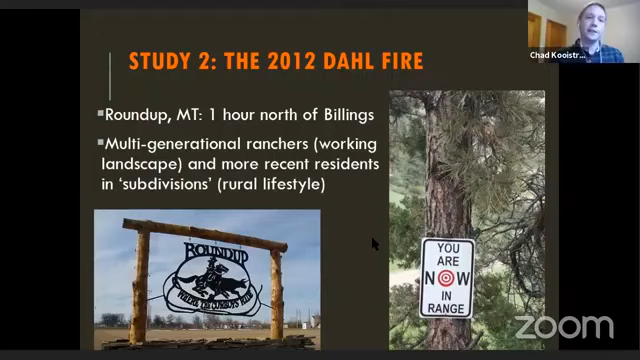 Chad Kooistr...
STUDY 2: THE 2012 DAHL FIRE
Roundup, MT: 1 hour north of Billings
Multi-generational ranchers (working
landscape) and more recent residents
in ‘subdivisions’ (rural lifestyle)
ROUNDUP
YOU
ARE
NOW
IN
RANGE
zoom